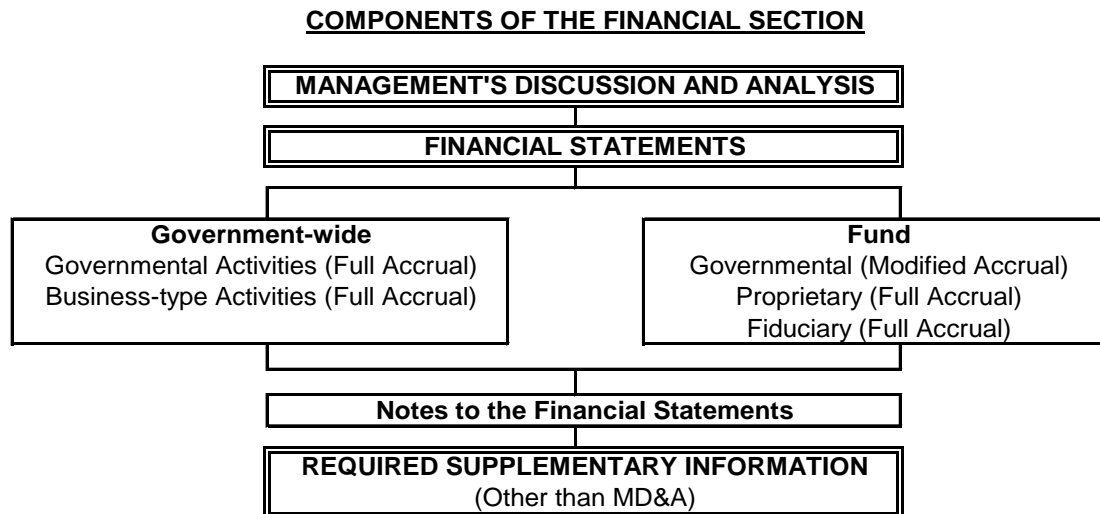 COMPONENTS OF THE FINANCIAL SECTION
MANAGEMENT'S DISCUSSION AND ANALYSIS
FINANCIAL STATEMENTS
Government-wide
Governmental Activities (Full Accrual)
Business-type Activities (Full Accrual)
Fund
Governmental (Modified Accrual)
Proprietary (Full Accrual)
Fiduciary (Full Accrual)
Notes to the Financial Statements
REQUIRED SUPPLEMENTARY INFORMATION
(Other than MD&A)